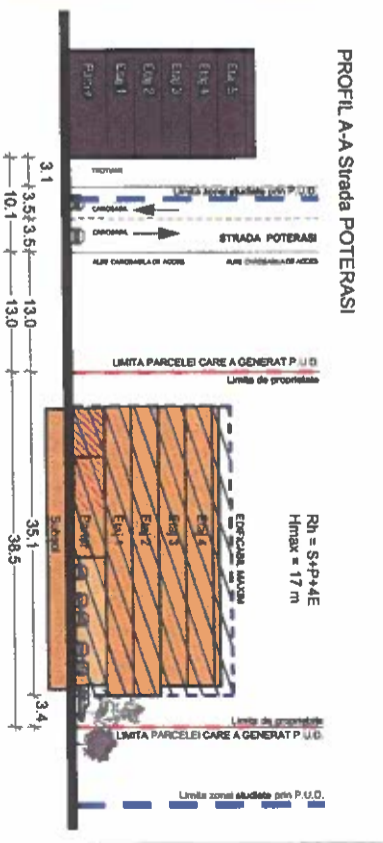 PROFIL A-A Strada POTERASI
Rh = S+P+4E
Hmax = 17 m
EDIFICABIL MAXIM
Etaj 5
Etaj 4
Etaj 3
Etaj 2
Etaj 1
Parter
TROTUAR
Limita zonei studiate prin P.U.D.
CAROSABIL
CAROSABIL
STRADA POTERASI
ALEE CAROSABILA DE ACCES
ALEE CAROSABILA DE ACCES
LIMITA PARCELEI CARE A GENERAT P.U.D.
Limita de proprietate
Etaj 4
Etaj 3
Etaj 2
Etaj 1
Parter
Subsol
Limita de proprietate
LIMITA PARCELEI CARE A GENERAT P.U.D.
Limita zonei studiate prin P.U.D.
3.1 3.5 3.5 13.0 35.1 3.4
10.1 13.0 38.5